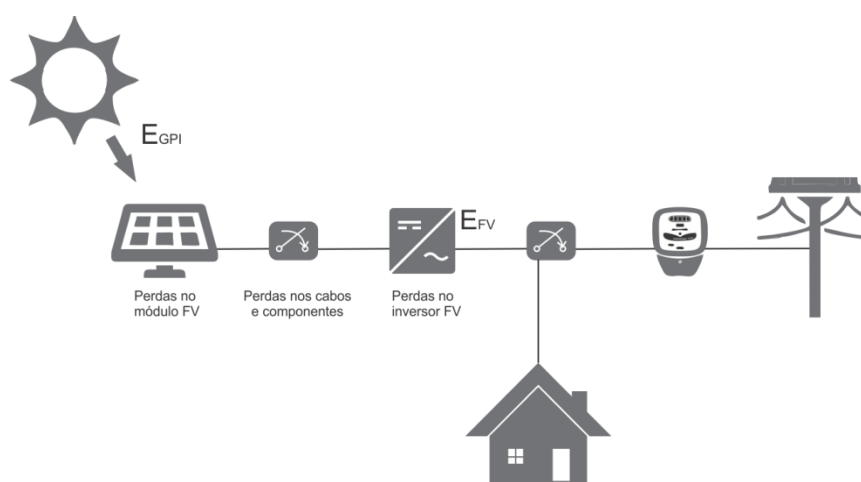 EGPI
EFV
Perdas no
módulo FV
Perdas nos cabos
e componentes
Perdas no
inversor FV